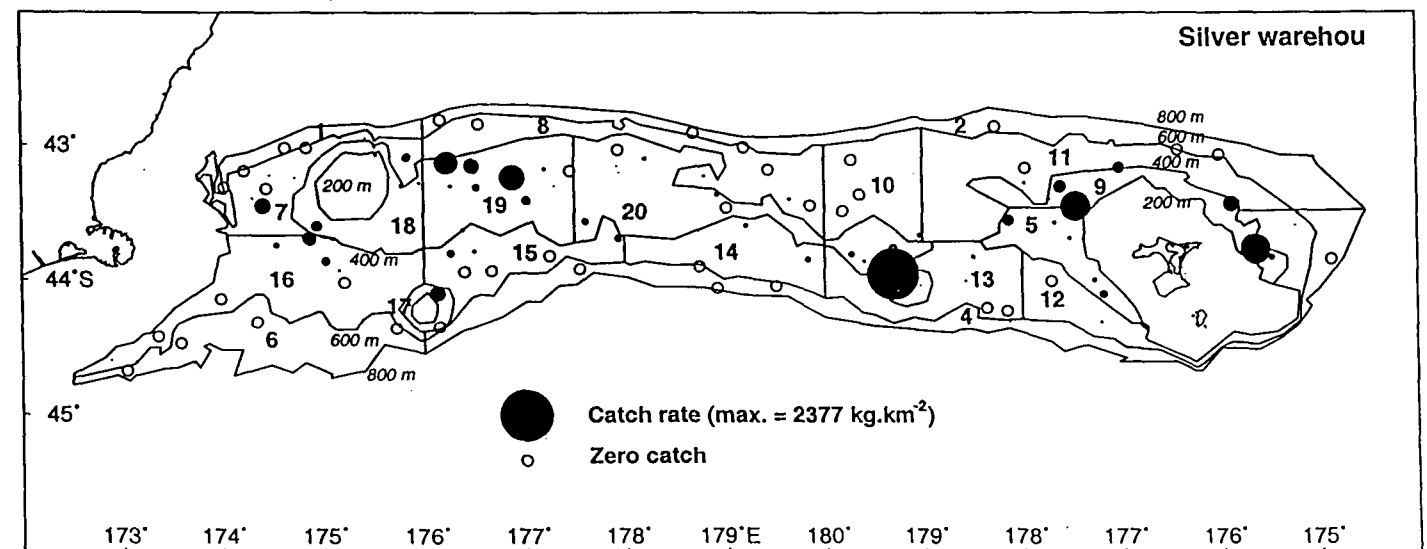 Silver warehou
800 m
43° 8 2 600 m
11 400 m
200 m 10 9 200 m
7 18 19 20 5
400 m 15 14
44°S 16 13 12
17 4
6 600 m
800 m
45° Catch rate (max. = 2377 kg.km-2)
Zero catch
173° 174° 175° 176° 177° 178° 179°E 180° 179° 178° 177° 176° 175°